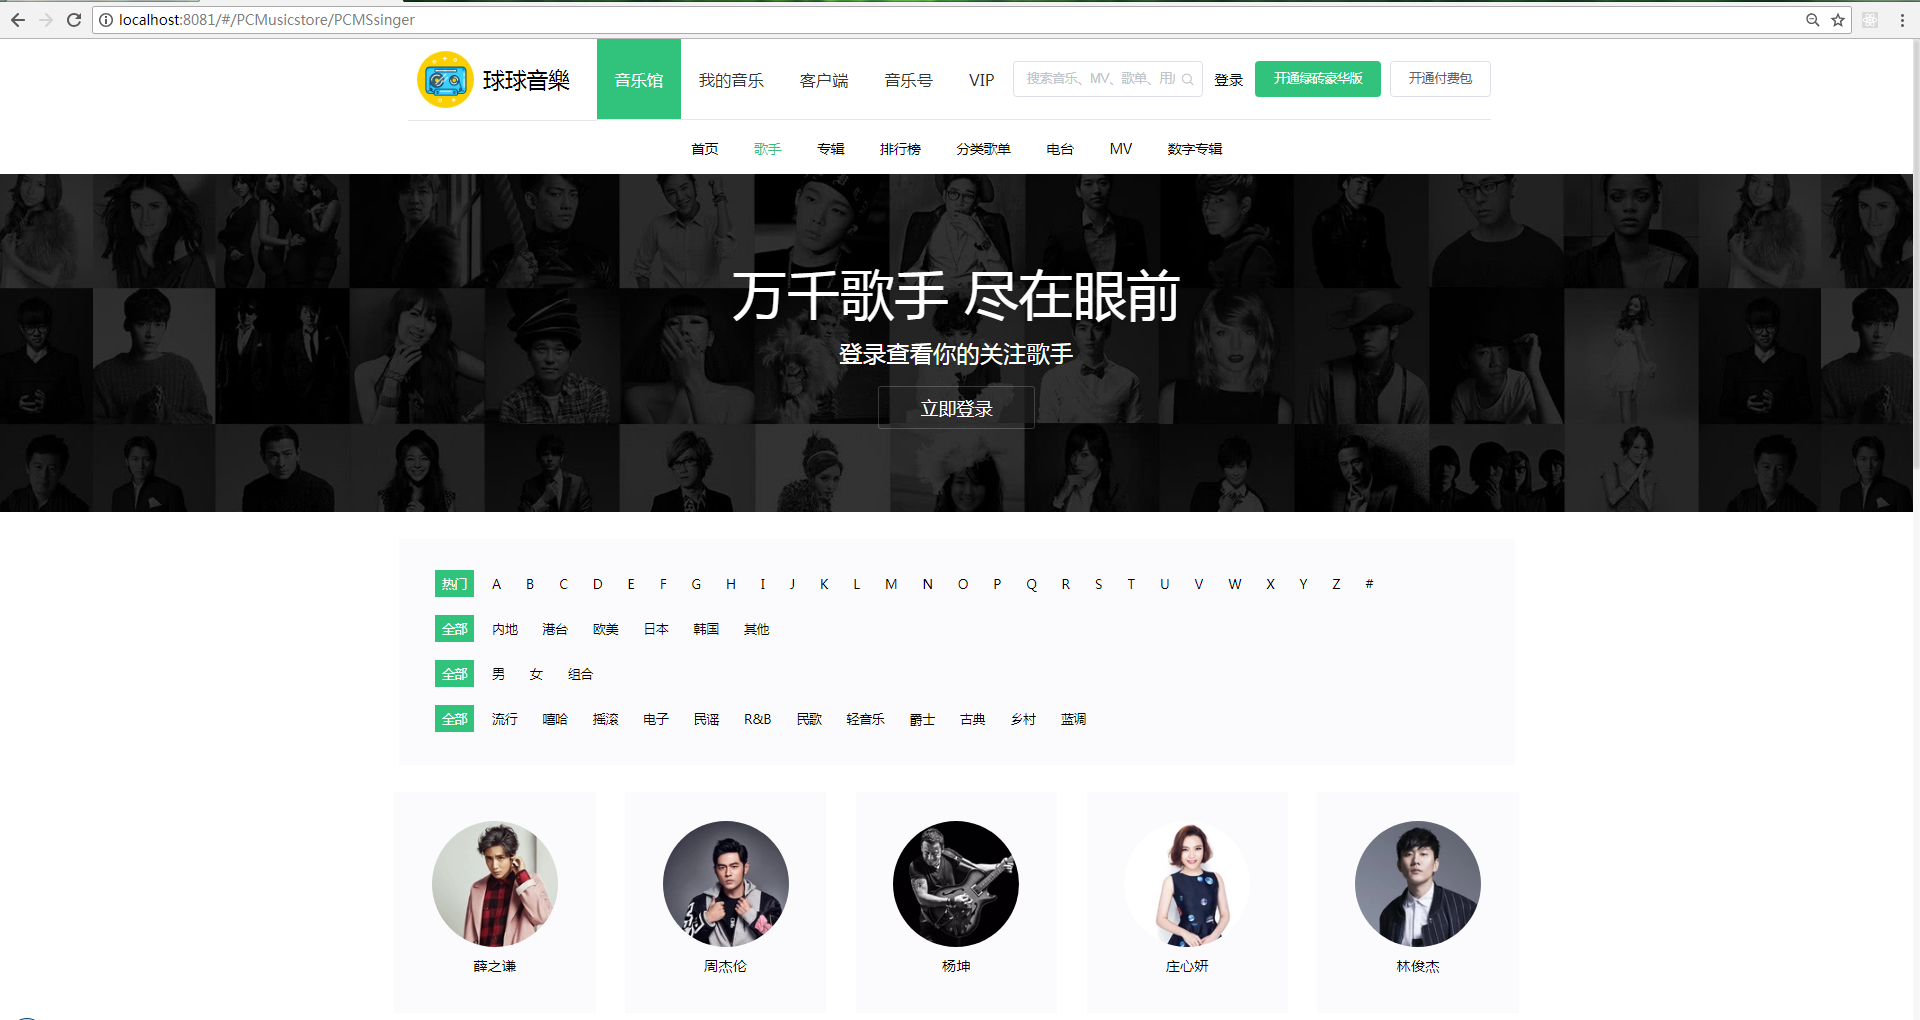 localhost:8081/#/PCMusicstore/PCMSsinger
球球音樂 音乐馆 我的音乐 客户端 音乐号 VIP 搜索音乐、MV、歌单、用户 登录 开通绿砖豪华版 开通付费包
首页 歌手 专辑 排行榜 分类歌单 电台 MV 数字专辑
万千歌手 尽在眼前
登录查看你的关注歌手
立即登录
热门 A B C D E F G H I J K L M N O P Q R S T U V W X Y Z #
全部 内地 港台 欧美 日本 韩国 其他
全部 男 女 组合
全部 流行 嘻哈 摇滚 电子 民谣 R&B 民歌 轻音乐 爵士 古典 乡村 蓝调
薛之谦 周杰伦 杨坤 庄心妍 林俊杰